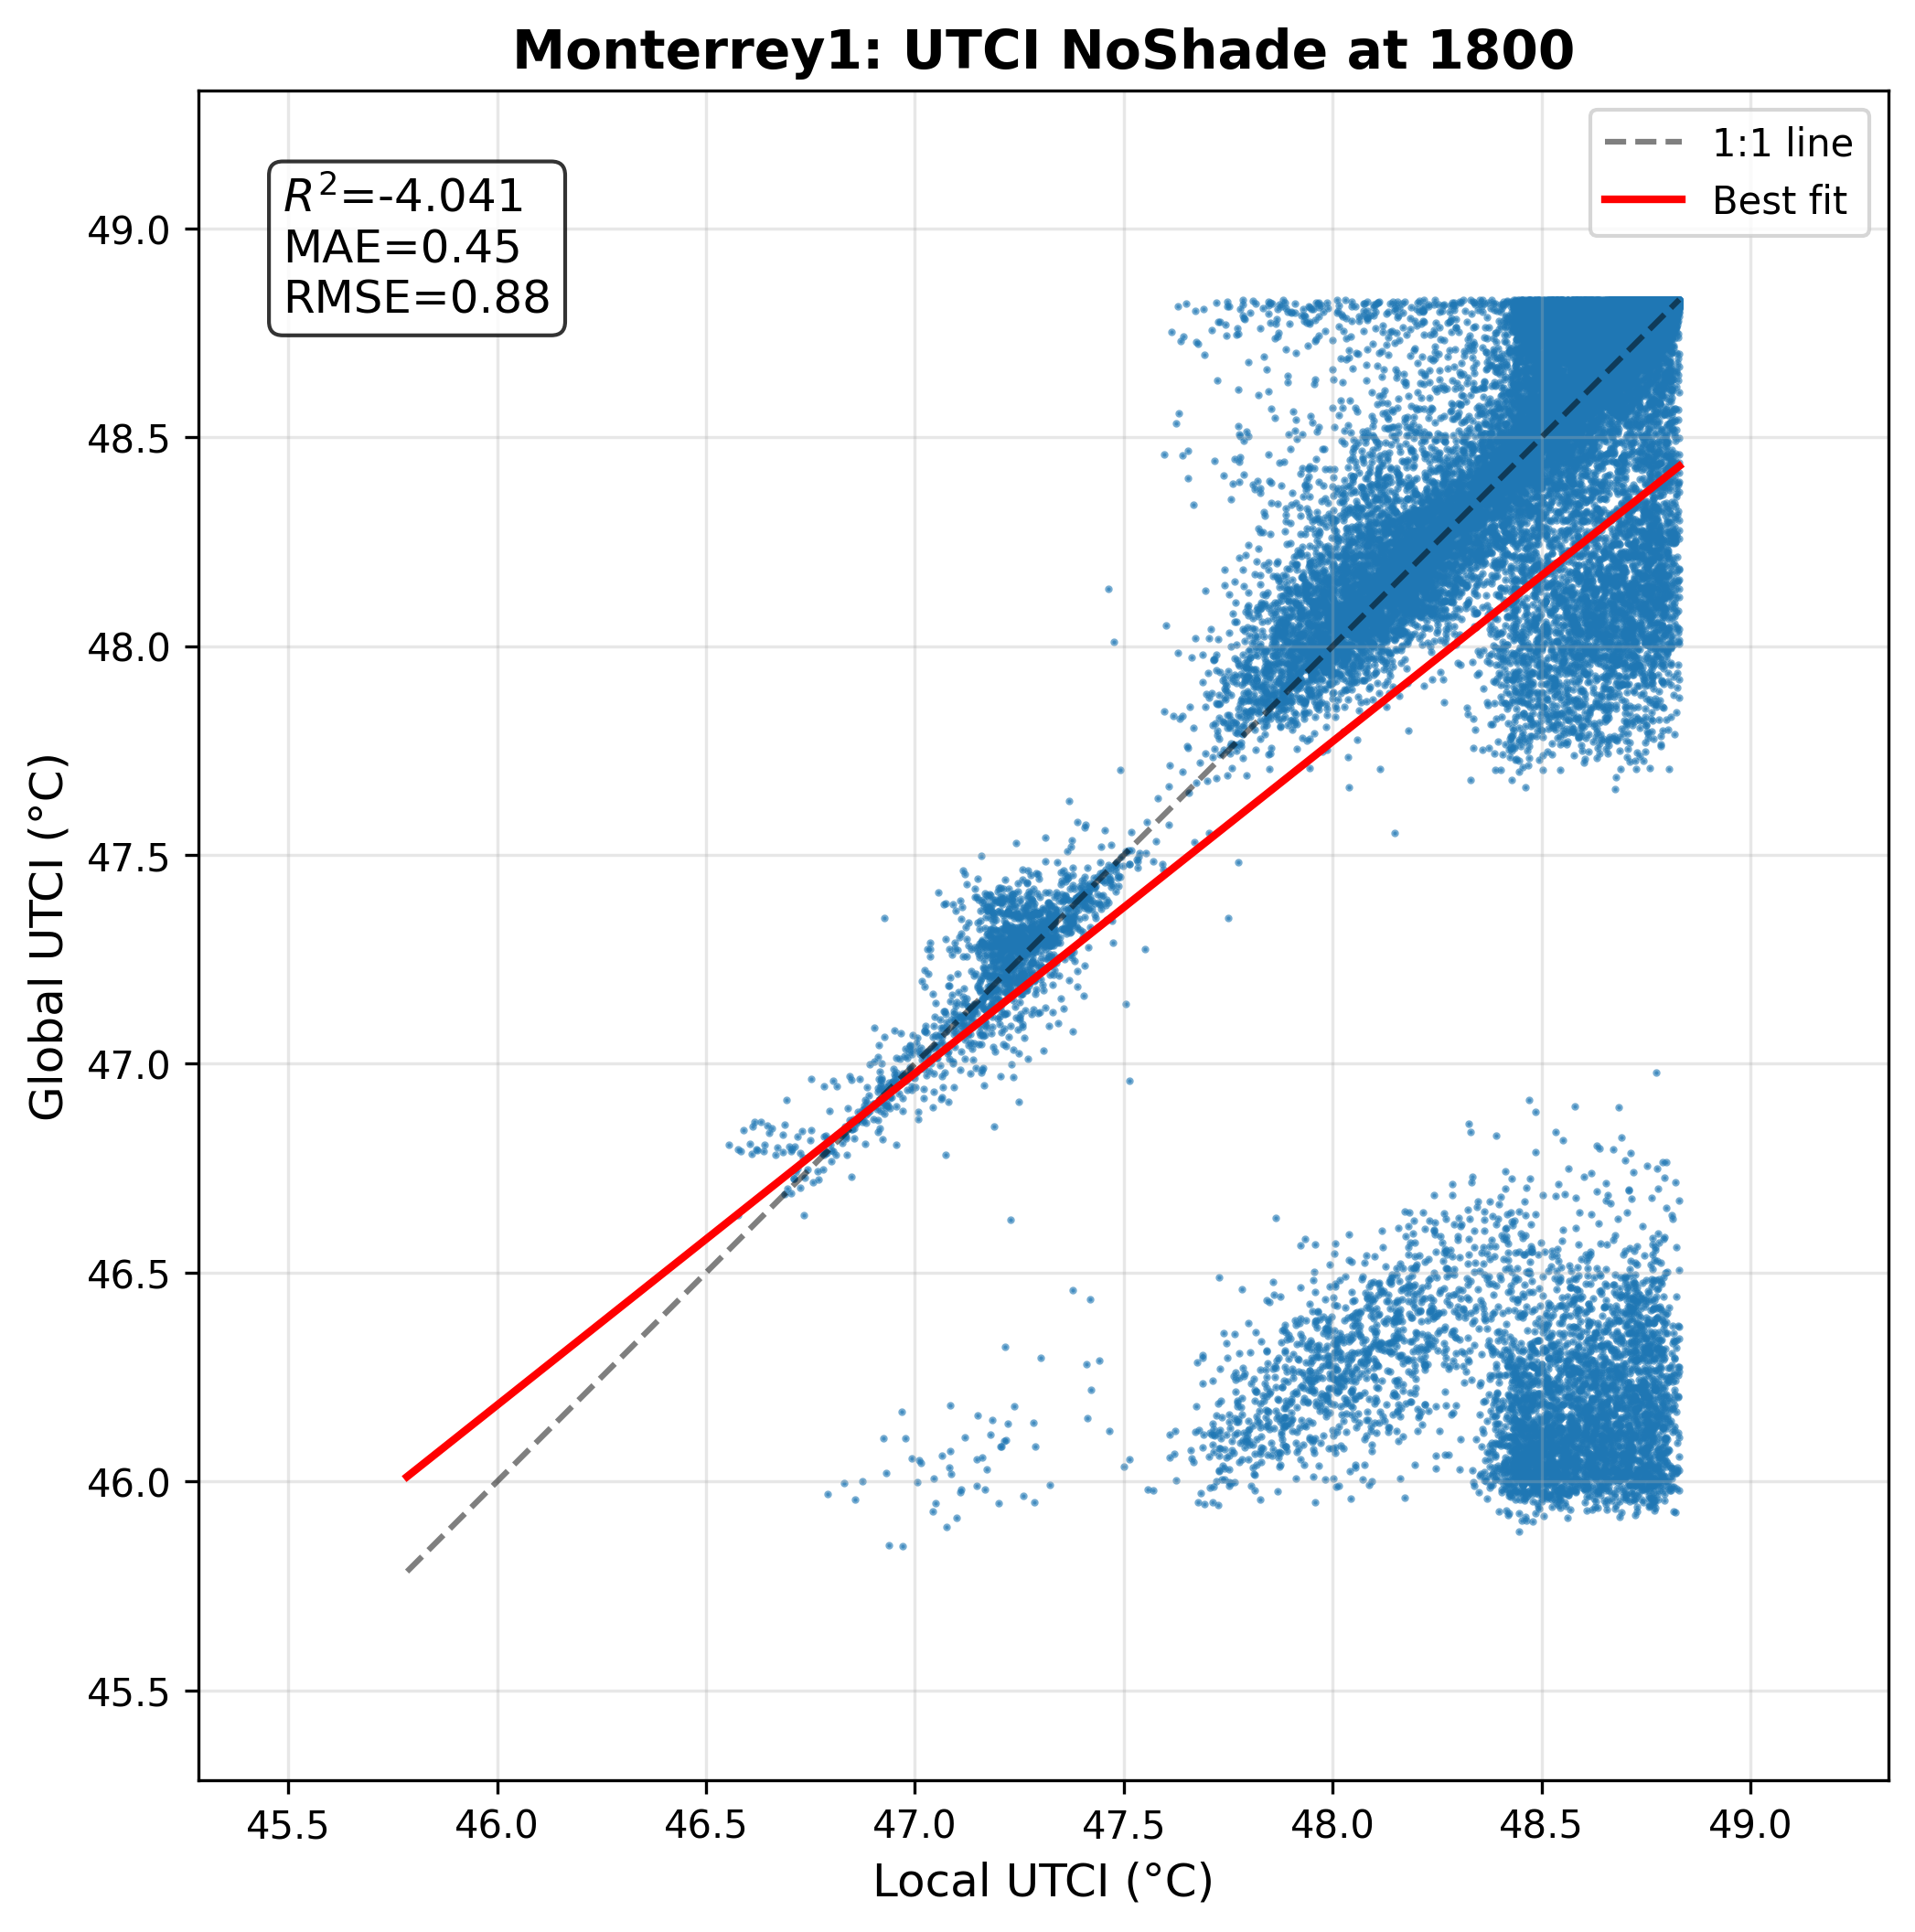 Monterrey1: UTCI NoShade at 1800
R²=-4.041
MAE=0.45
RMSE=0.88
1:1 line
Best fit
Global UTCI (°C)
49.0
48.5
48.0
47.5
47.0
46.5
46.0
45.5
45.5 46.0 46.5 47.0 47.5 48.0 48.5 49.0
Local UTCI (°C)